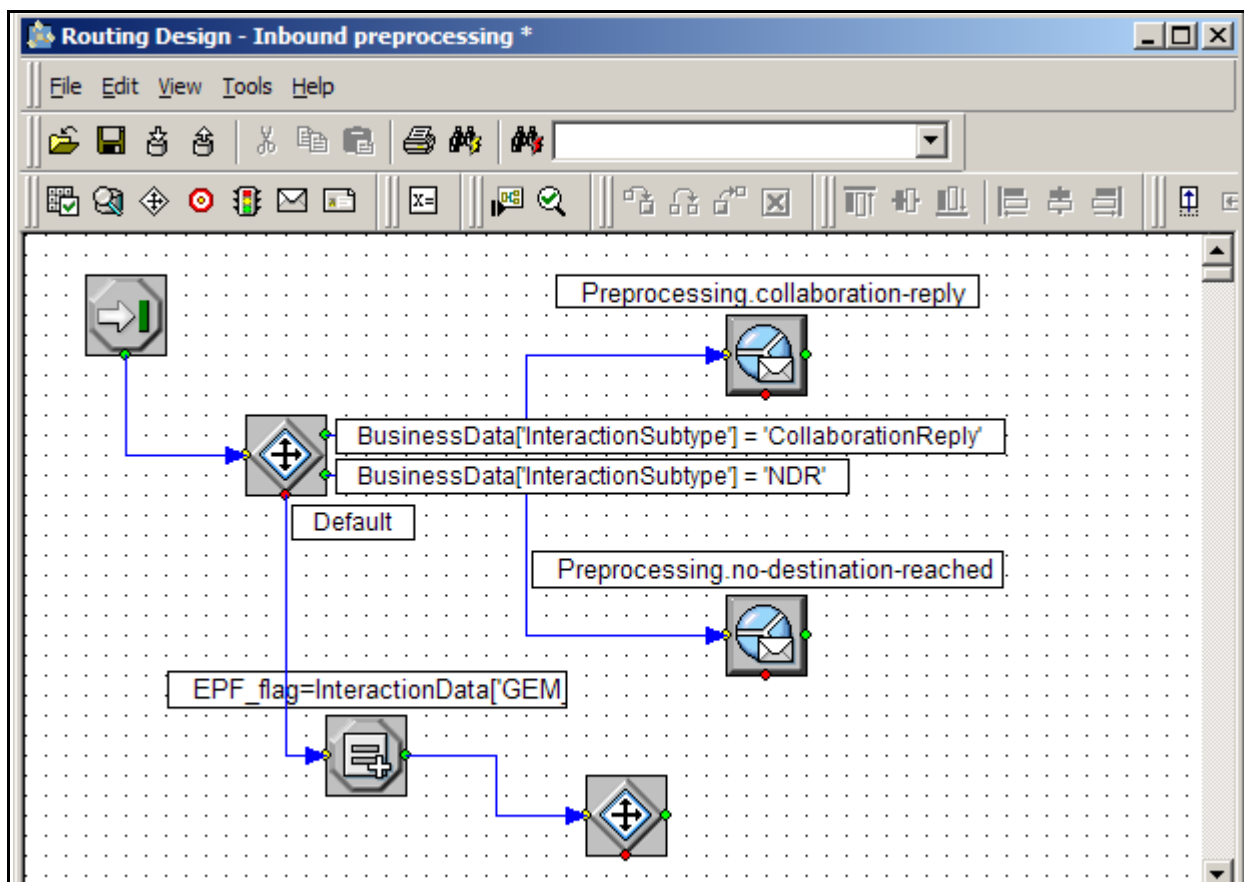 Routing Design - Inbound preprocessing *
File Edit View Tools Help
X=
Preprocessing.collaboration-reply
BusinessData['InteractionSubtype'] = 'CollaborationReply'
BusinessData['InteractionSubtype'] = 'NDR'
Default
Preprocessing.no-destination-reached
EPF_flag=InteractionData["GEM_